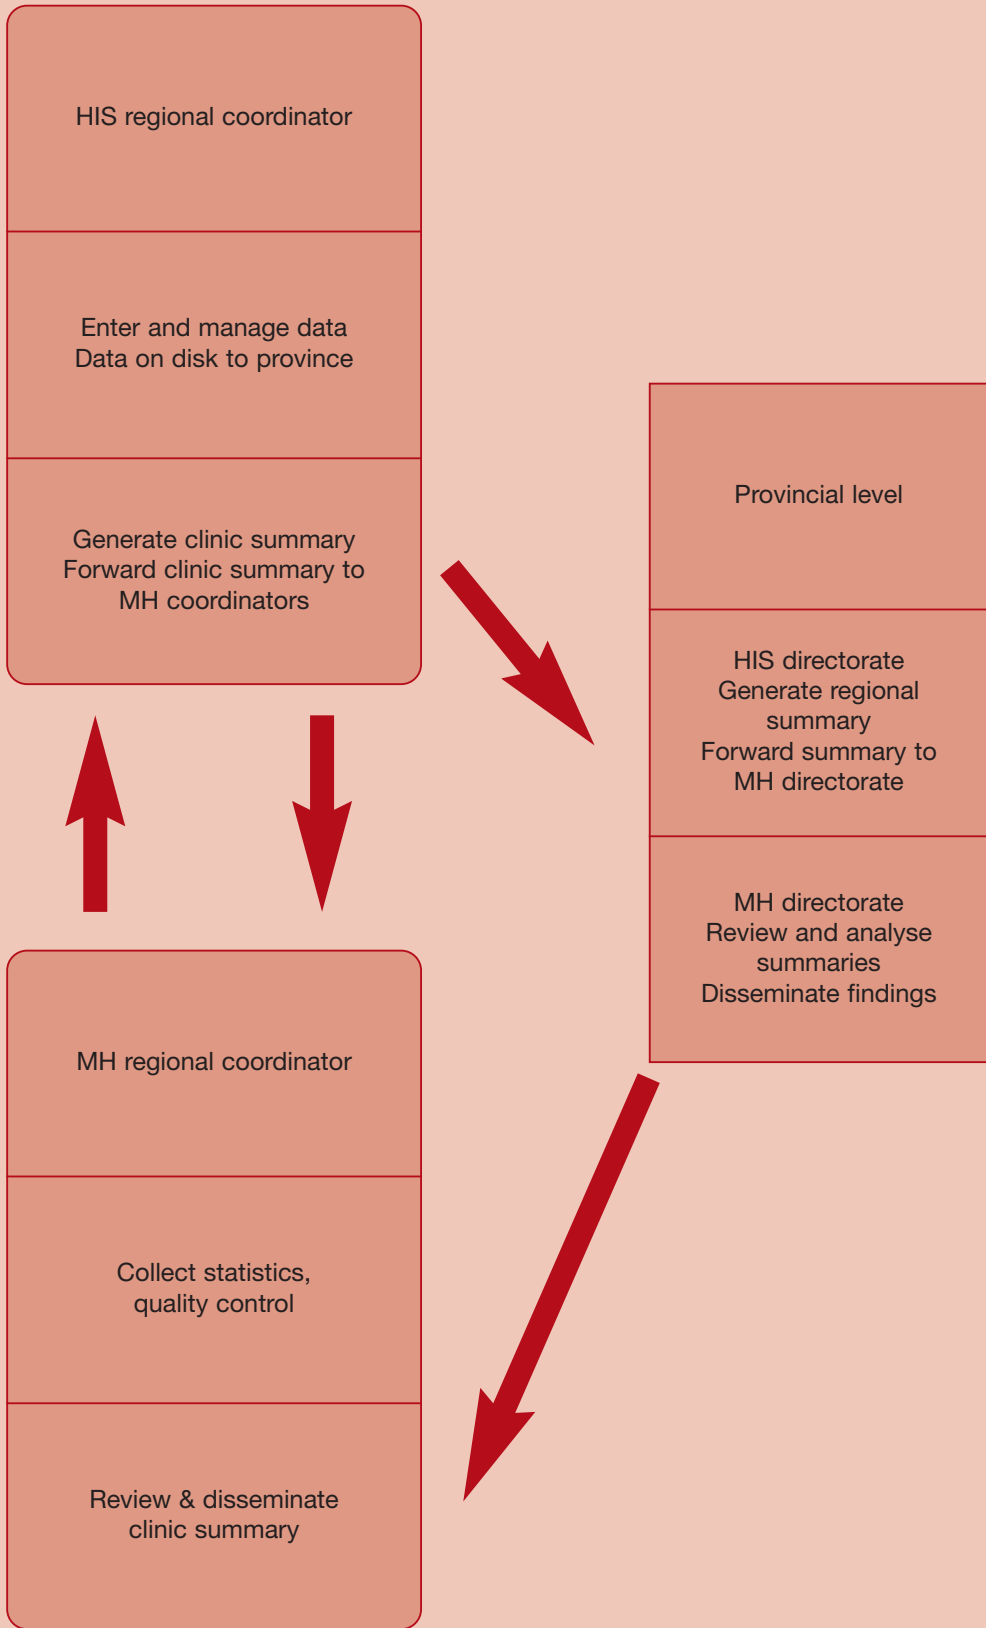 HIS regional coordinator
Enter and manage data
Data on disk to province
Generate clinic summary
Forward clinic summary to
MH coordinators
Provincial level
HIS directorate
Generate regional
summary
Forward summary to
MH directorate
MH directorate
Review and analyse
summaries
Disseminate findings
MH regional coordinator
Collect statistics,
quality control
Review & disseminate
clinic summary